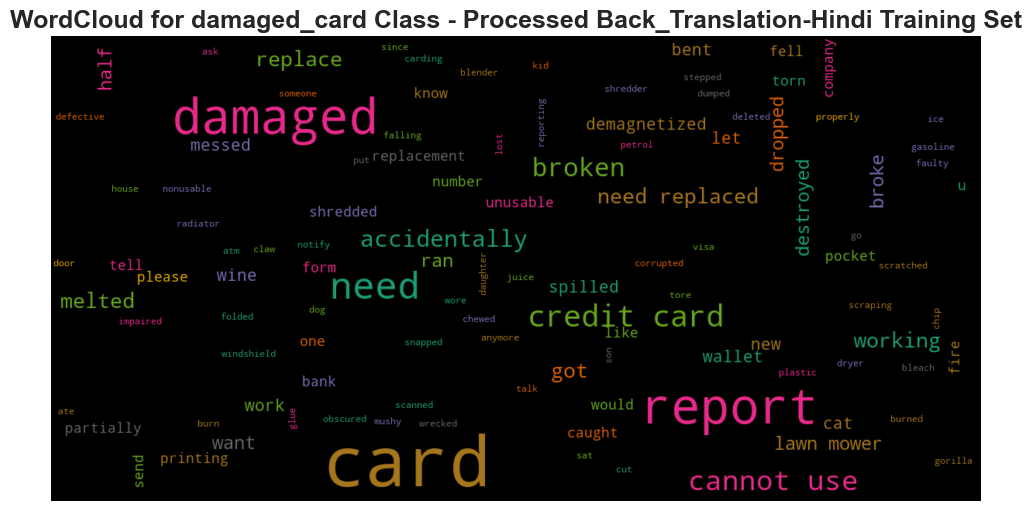 WordCloud for damaged_card Class - Processed Back_Translation-Hindi Training Set
half
ask
replace
since
carding
blender
kid
bent
stepped
dumped
fell
torn
company
defective
someone
damaged
know
shredder
reporting
dropped
deleted
properly
ice
messed
falling
put
replacement
lost
demagnetized
petrol
let
gasoline
faulty
house
nonusable
number
broken
unusable
need replaced
destroyed
broke
u
radiator
shredded
accidentally
atm
claw
notify
visa
go
door
tell
please
wine
form
ran
need
daughter
juice
corrupted
pocket
scratched
melted
impaired
folded
dog
wore
chewed
spilled
credit card
tore
like
scraping
chip
windshield
one
snapped
anymore
son
wallet
new
working
fire
bank
got
talk
plastic
dryer
bleach
ate
partially
burn
work
glue
obscured
mushy
scanned
wrecked
would
report
cat
burned
send
printing
want
card
caught
sat
cut
lawn mower
cannot use
gorilla